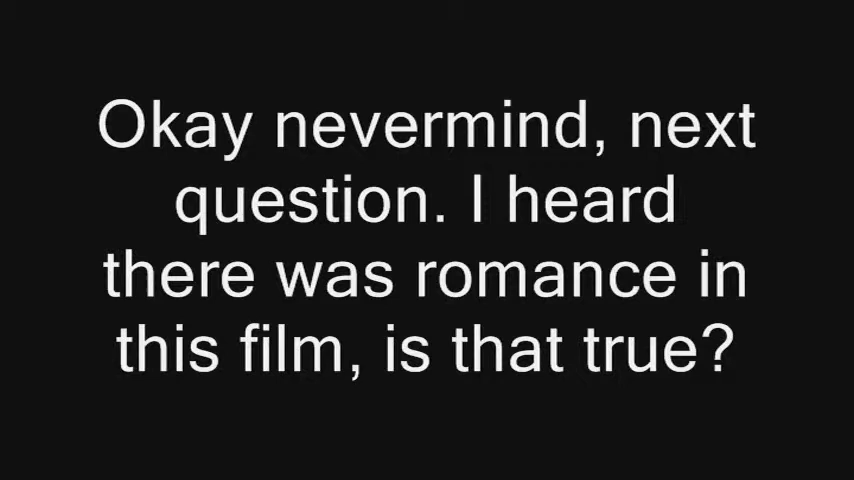 Okay nevermind, next
question. I heard
there was romance in
this film, is that true?